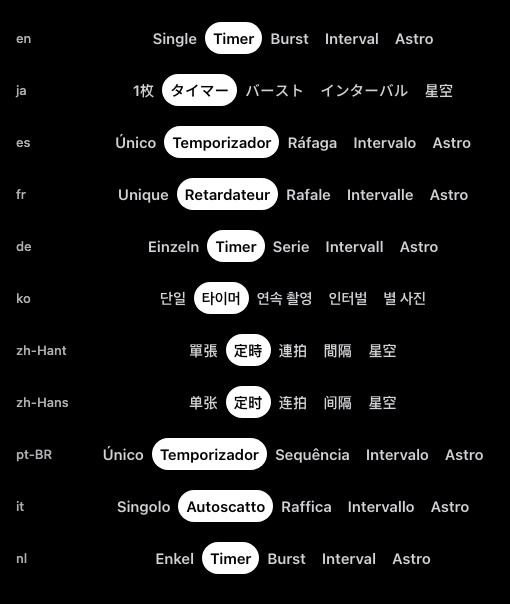 en Single Timer Burst Interval Astro
ja 1枚 タイマー バースト インターバル 星空
es Único Temporizador Ráfaga Intervalo Astro
fr Unique Retardateur Rafale Intervalle Astro
de Einzeln Timer Serie Intervall Astro
ko 단일 타이머 연속 촬영 인터벌 별 사진
zh-Hant 單張 定時 連拍 間隔 星空
zh-Hans 单张 定时 连拍 间隔 星空
pt-BR Único Temporizador Sequência Intervalo Astro
it Singolo Autoscatto Raffica Intervallo Astro
nl Enkel Timer Burst Interval Astro